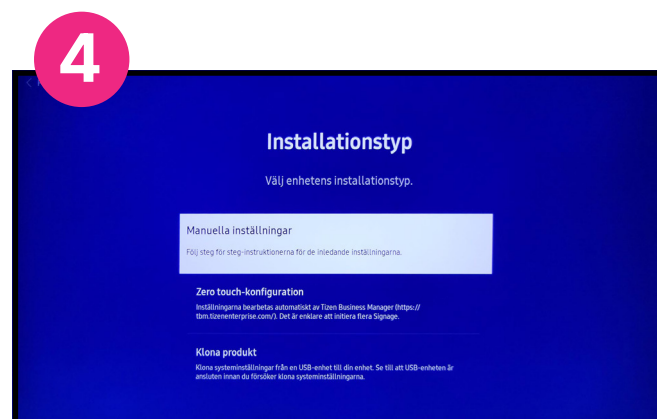 4
Installationstyp
Välj enhetens installationstyp.
Manuella inställningar
Följ steg för steg-instruktionerna för de inledande inställningarna.
Zero touch-konfiguration
Inställningarna bearbetas automatiskt av Tizen Business Manager (https://
tbm.tizenenterprise.com/). Det är enklare att initiera flera Signage.
Klona produkt
Klona systeminställningar från en USB-enhet till din enhet. Se till att USB-enheten är
ansluten innan du försöker klona systeminställningarna.